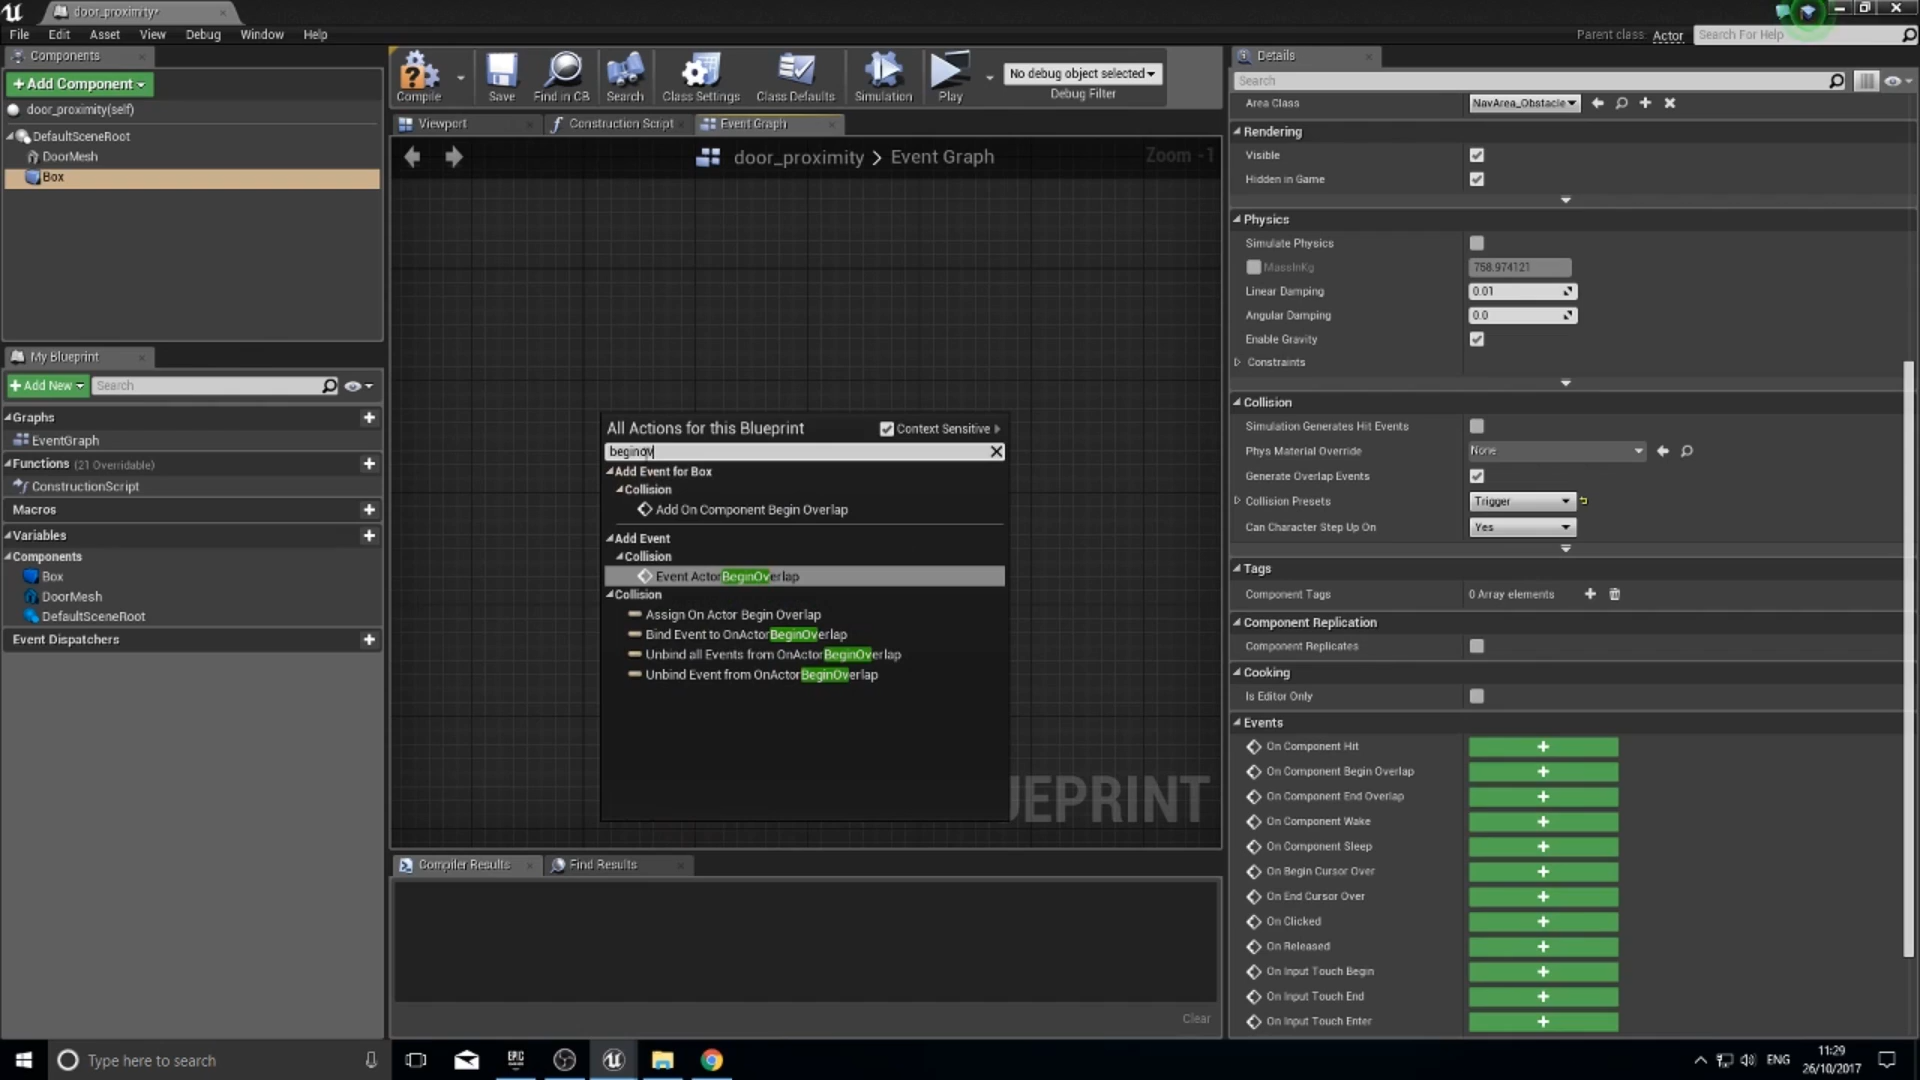 door_proximity*
File Edit Asset View Debug Window Help
Parent class: Actor
Search For Help
Components
+Add Component
door_proximity(self)
DefaultSceneRoot
DoorMesh
Box
My Blueprint
+Add New
Search
Graphs
EventGraph
Functions (21 Overridable)
ConstructionScript
Macros
Variables
Components
Box
DoorMesh
DefaultSceneRoot
Event Dispatchers
Compile
Save
Find in CB
Search
Class Settings
Class Defaults
Simulation
Play
No debug object selected
Debug Filter
Viewport
Construction Script
Event Graph
door_proximity > Event Graph
Zoom -1
All Actions for this Blueprint
Context Sensitive
beginov
Add Event for Box
Collision
Add On Component Begin Overlap
Add Event
Collision
Event ActorBeginOverlap
Collision
Assign On Actor Begin Overlap
Bind Event to OnActorBeginOverlap
Unbind all Events from OnActorBeginOverlap
Unbind Event from OnActorBeginOverlap
UEPRINT
Compiler Results
Find Results
Clear
Details
Search
Area Class NavArea_Obstacle
Rendering
Visible
Hidden in Game
Physics
Simulate Physics
MassInKg 758.974121
Linear Damping 0.01
Angular Damping 0.0
Enable Gravity
Constraints
Collision
Simulation Generates Hit Events
Phys Material Override None
Generate Overlap Events
Collision Presets Trigger
Can Character Step Up On Yes
Tags
Component Tags 0 Array elements
Component Replication
Component Replicates
Cooking
Is Editor Only
Events
On Component Hit
On Component Begin Overlap
On Component End Overlap
On Component Wake
On Component Sleep
On Begin Cursor Over
On End Cursor Over
On Clicked
On Released
On Input Touch Begin
On Input Touch End
On Input Touch Enter
Type here to search
EPIC
ENG
11:29
26/10/2017